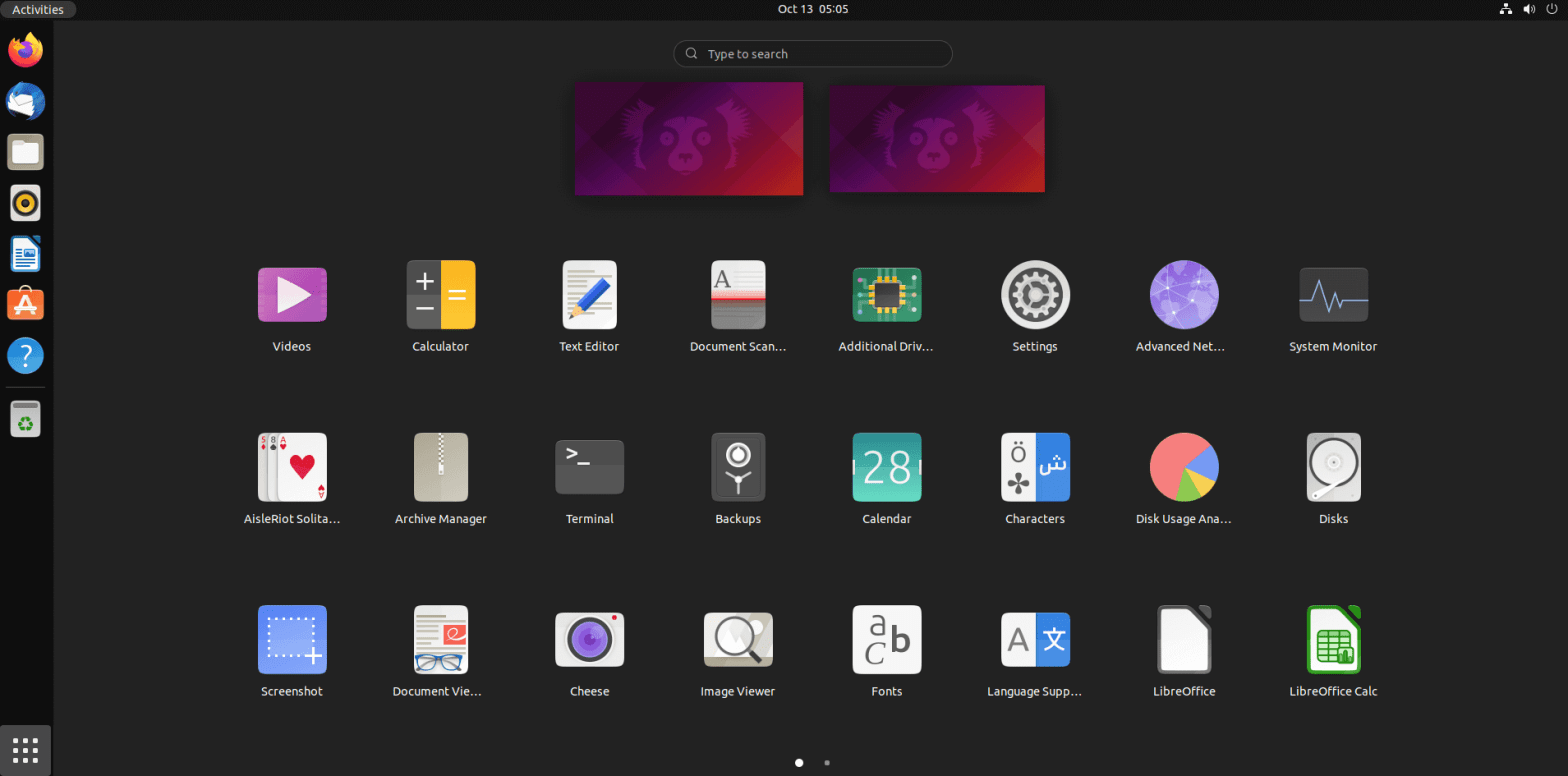 Activities
Oct 13 05:05
Type to search
Videos
Calculator
Text Editor
Document Scan...
Additional Driv...
Settings
Advanced Net...
System Monitor
AisleRiot Solita...
Archive Manager
Terminal
Backups
28
Calendar
Characters
Disk Usage Ana...
Disks
Screenshot
Document Vie...
Cheese
Image Viewer
Fonts
Language Supp...
LibreOffice
LibreOffice Calc